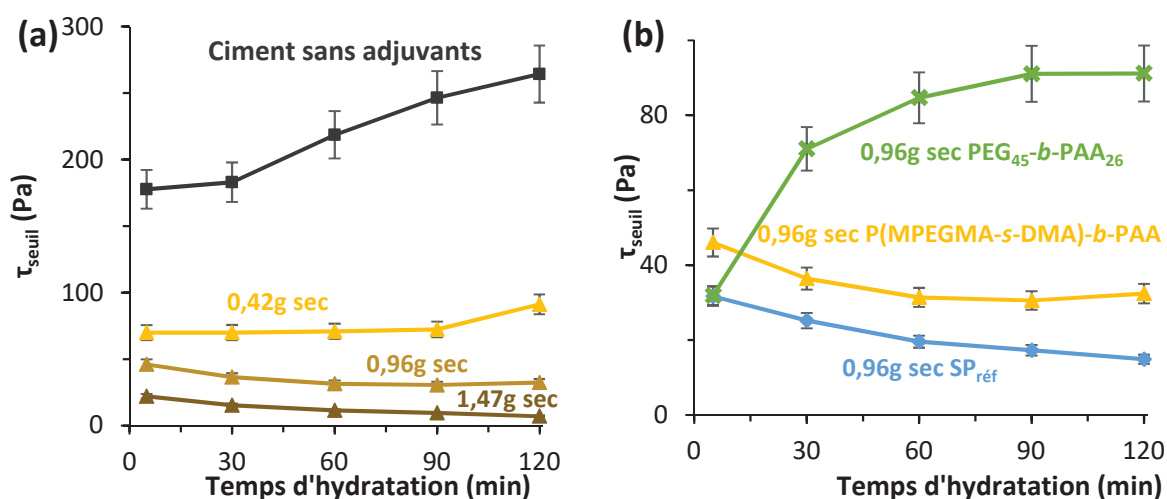 (a)
300
Ciment sans adjuvants
200
τseuil (Pa)
100
0,42g sec
0,96g sec
1,47g sec
0
0 30 60 90 120
Temps d'hydratation (min)
(b)
80
0,96g sec PEG45-b-PAA26
τseuil (Pa)
0,96g sec P(MPEGMA-s-DMA)-b-PAA
40
0,96g sec SPréf
0
0 30 60 90 120
Temps d'hydratation (min)